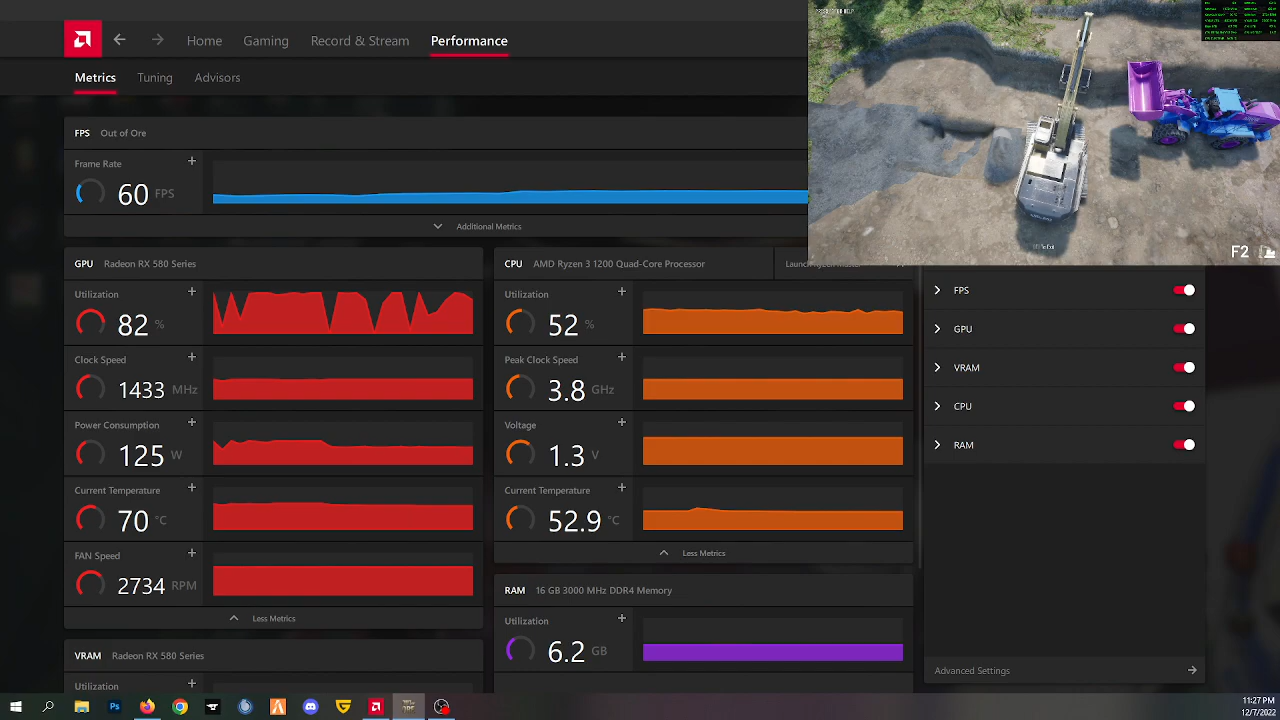 Home
Gaming
Record & Stream
Performance
Metrics
Tuning
Advisors
FPS Out of Ore
Frame Rate
60 FPS
Additional Metrics
GPU Radeon RX 580 Series
Utilization
82 %
Clock Speed
1433 MHz
Power Consumption
125 W
Current Temperature
70 °C
FAN Speed
2734 RPM
Less Metrics
VRAM Radeon RX 580 Series
Utilization
CPU AMD Ryzen 3 1200 Quad-Core Processor
Utilization
52 %
Peak Clock Speed
3.8 GHz
Voltage
1.3 V
Current Temperature
52.9 °C
Less Metrics
RAM 16 GB 3000 MHz DDR4 Memory
Utilization
6.2 GB
F2
FPS
GPU
VRAM
CPU
RAM
Advanced Settings
11:27 PM
12/7/2022